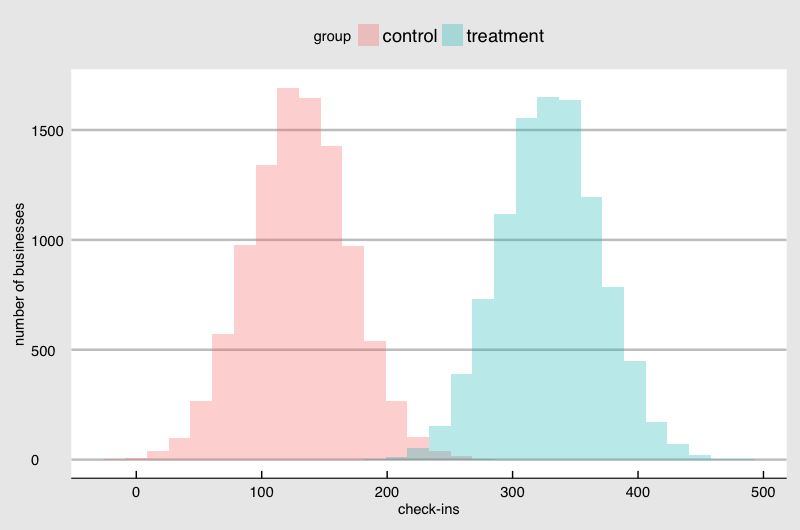 group control treatment
number of businesses
1500
1000
500
0
0 100 200 300 400 500
check-ins